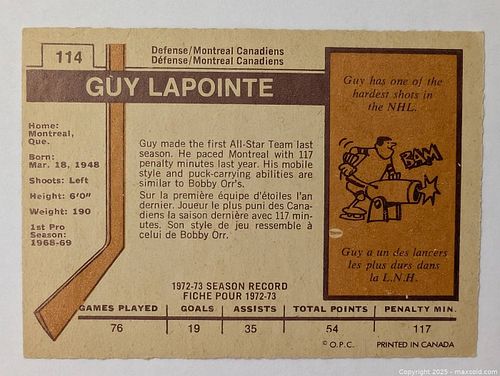 114
Defense/Montreal Canadiens
Défense/Montreal Canadiens
GUY LAPOINTE
Home:
Montreal,
Que.
Born:
Mar. 18, 1948
Shoots: Left
Height: 6'0"
Weight: 190
1st Pro
Season:
1968-69
Guy made the first All-Star Team last
season. He paced Montreal with 117
penalty minutes last year. His mobile
style and puck-carrying abilities are
similar to Bobby Orr's.
Sur la première équipe d'étoiles l'an
dernier. Joueur le plus puni des Cana-
diens la saison dernière avec 117 min-
utes. Son style de jeu ressemble à
celui de Bobby Orr.
Guy has one of the
hardest shots in
the NHL.
BAM
Guy a un des lancers
les plus durs dans
la L.N.H.
1972-73 SEASON RECORD
FICHE POUR 1972-73
GAMES PLAYED GOALS ASSISTS TOTAL POINTS PENALTY MIN.
76 19 35 54 117
© O.P.C. PRINTED IN CANADA
Copyright 2025 - maxsold.com